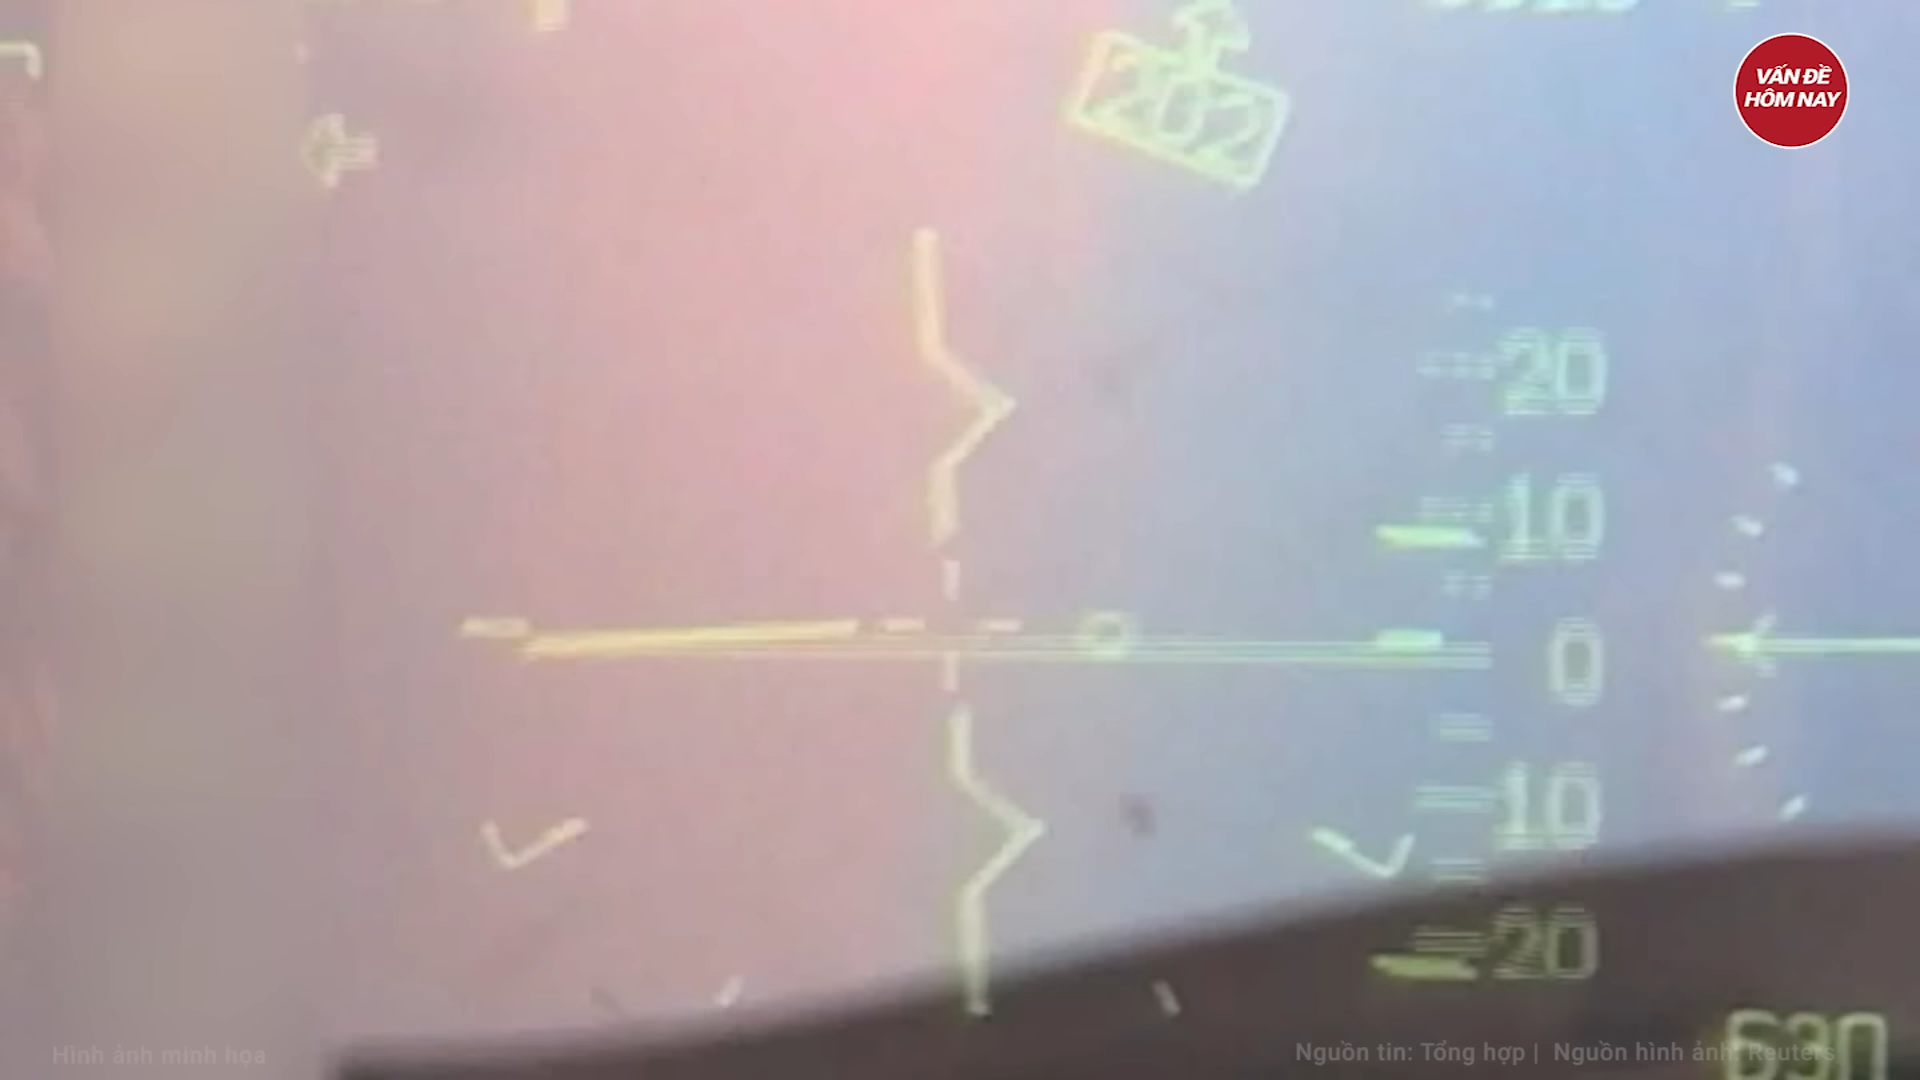 VẤN ĐỀ
HÔM NAY
202
20
10
0
10
20
630
Hình ảnh minh họa
Nguồn tin: Tổng hợp | Nguồn hình ảnh: Reuters